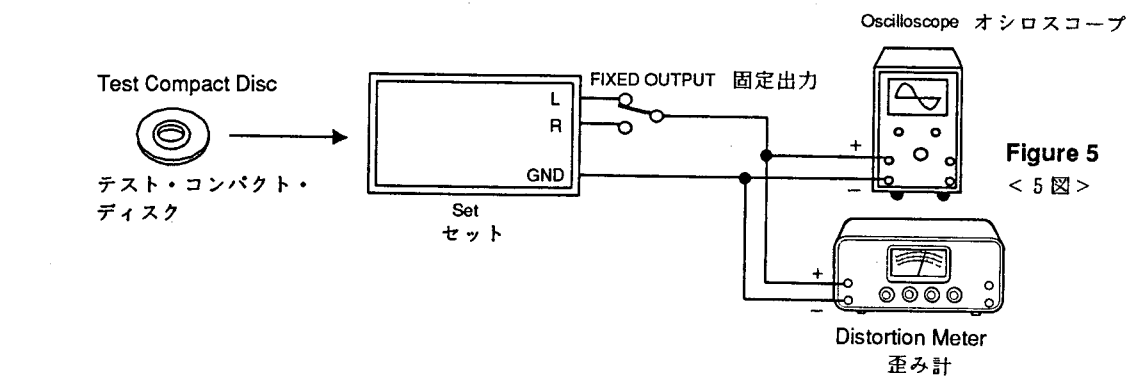 Oscilloscope オシロスコープ
Test Compact Disc
テスト・コンパクト・
ディスク
FIXED OUTPUT 固定出力
L
R
GND
Set
セット
+
−
Figure 5
< 5 図 >
+
−
Distortion Meter
歪み計